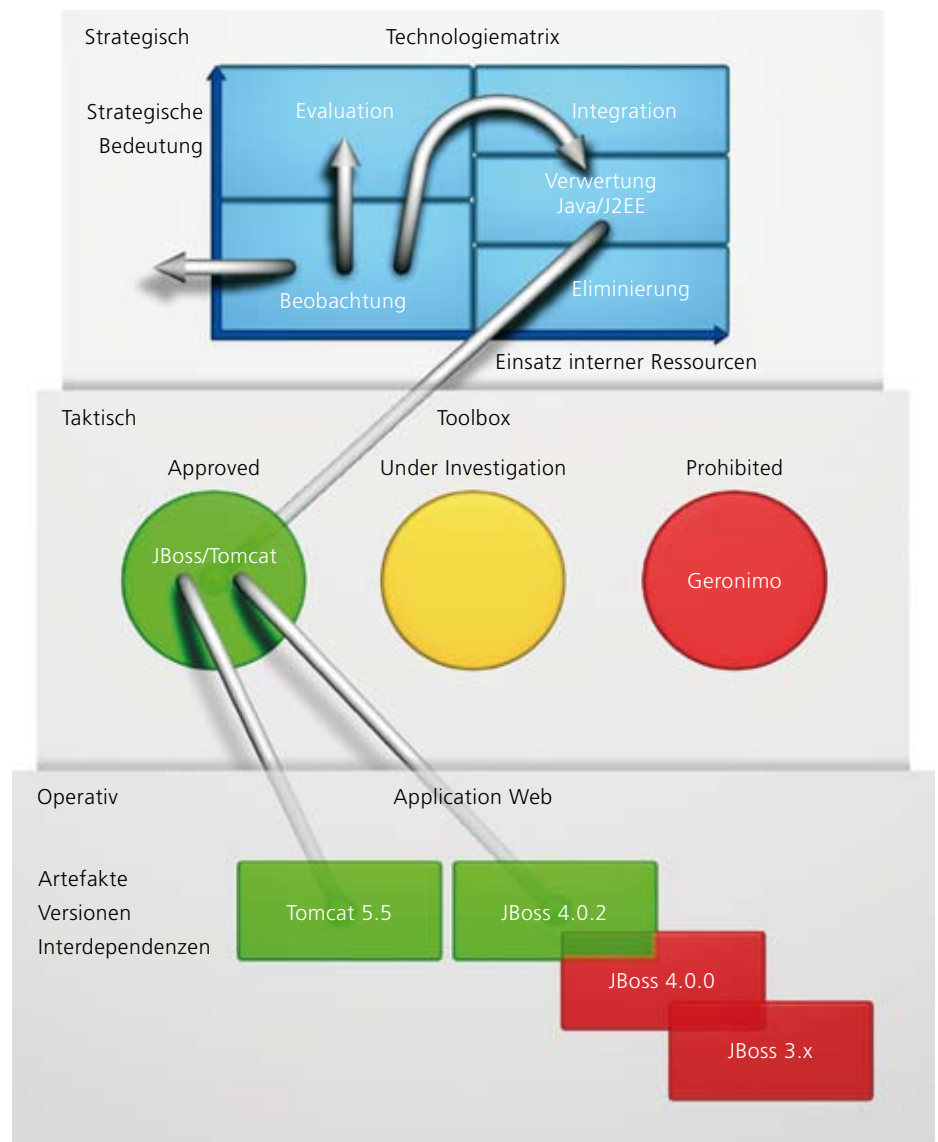 Strategisch
Technologiematrix
Strategische
Bedeutung
Evaluation
Integration
Verwertung
Java/J2EE
Beobachtung
Eliminierung
Einsatz interner Ressourcen
Taktisch
Toolbox
Approved
Under Investigation
Prohibited
JBoss/Tomcat
Geronimo
Operativ
Application Web
Artefakte
Versionen
Interdependenzen
Tomcat 5.5
JBoss 4.0.2
JBoss 4.0.0
JBoss 3.x